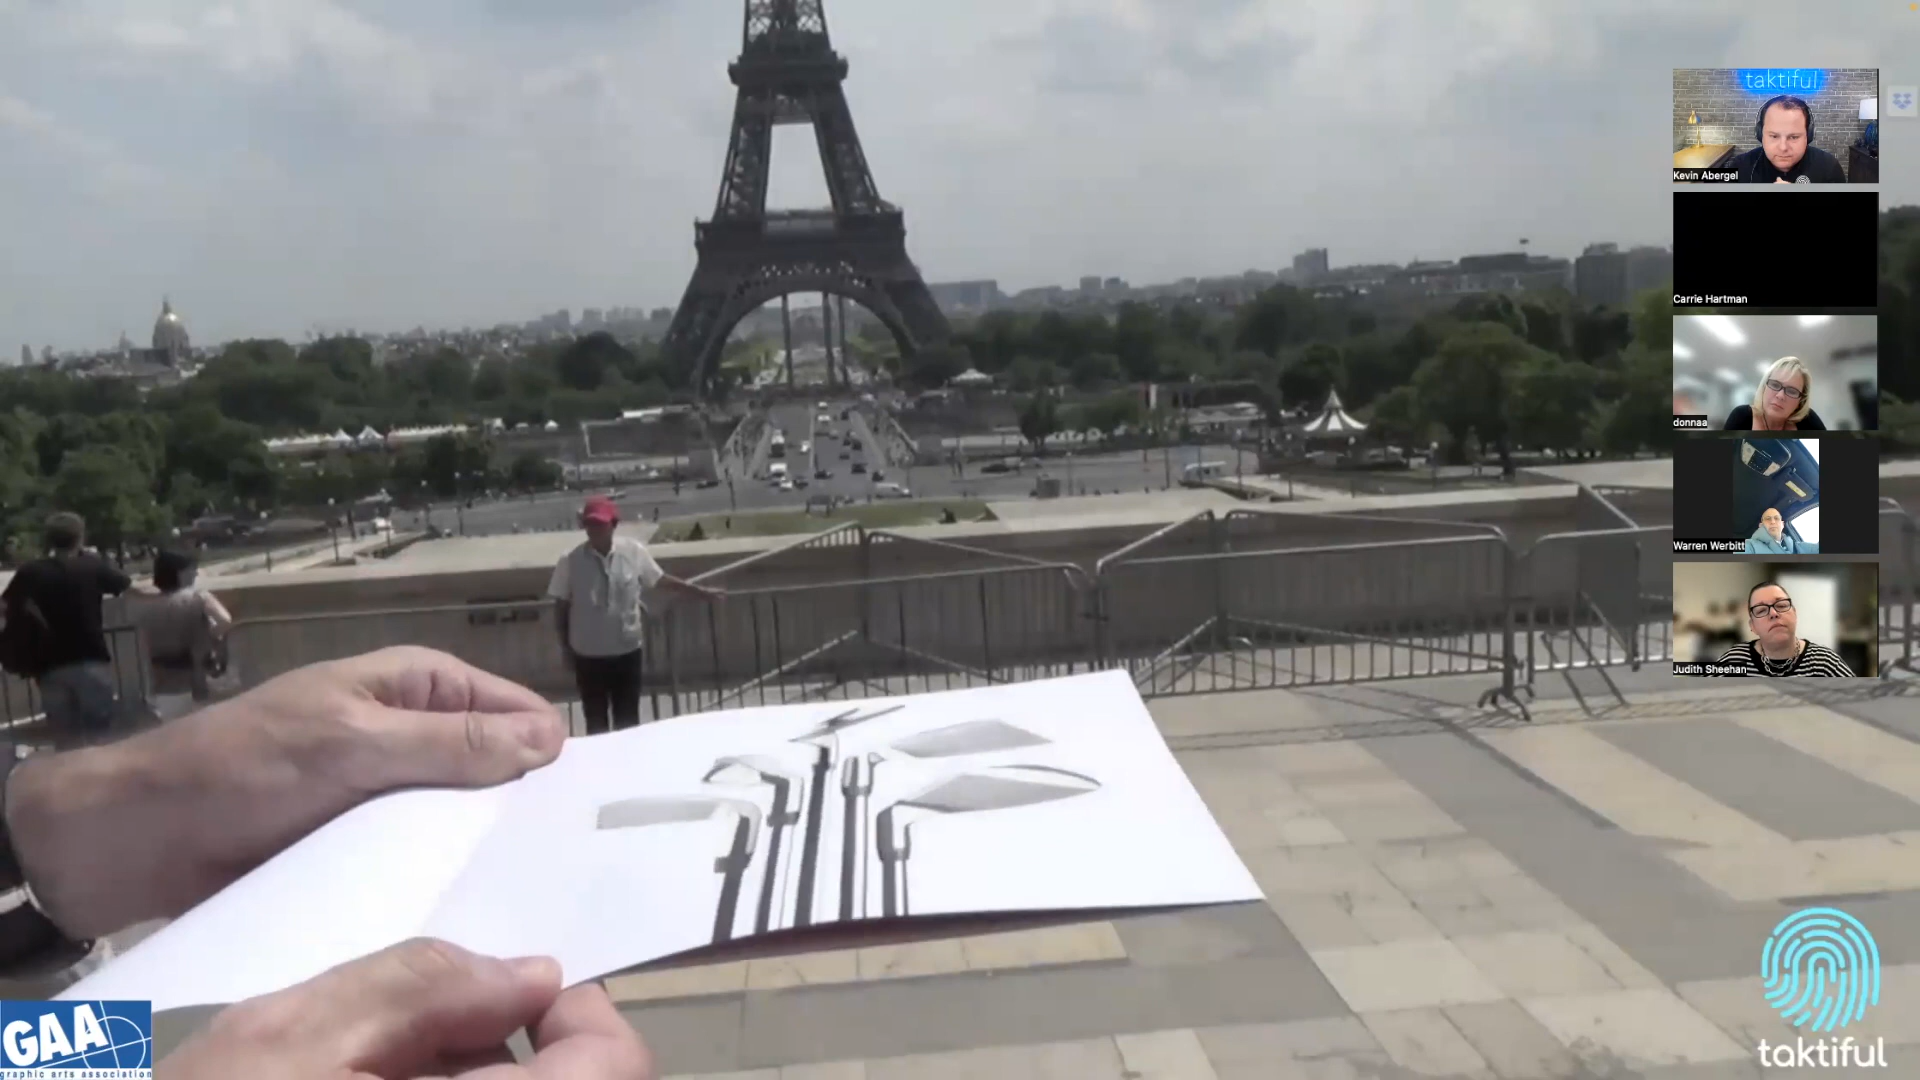 taktiful
Kevin Abergel
Carrie Hartman
donnaa
Warren Werbitt
Judith Sheehan
GAA
graphic arts association
taktiful